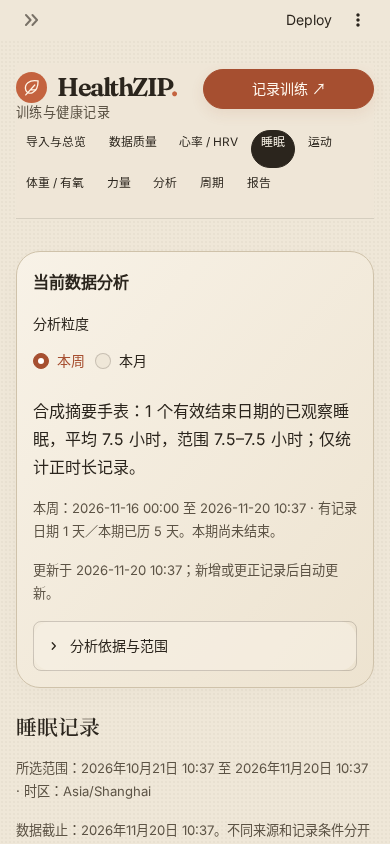 Deploy
HealthZIP.
记录训练 ↗
训练与健康记录
导入与总览 数据质量 心率 / HRV 睡眠 运动
体重 / 有氧 力量 分析 周期 报告
当前数据分析
分析粒度
本周 本月
合成摘要手表：1 个有效结束日期的已观察睡
眠，平均 7.5 小时，范围 7.5–7.5 小时；仅统
计正时长记录。
本周：2026-11-16 00:00 至 2026-11-20 10:37 · 有记录
日期 1 天／本期已历 5 天。本期尚未结束。
更新于 2026-11-20 10:37；新增或更正记录后自动更
新。
分析依据与范围
睡眠记录
所选范围：2026年10月21日 10:37 至 2026年11月20日 10:37
· 时区：Asia/Shanghai
数据截止：2026年11月20日 10:37。不同来源和记录条件分开